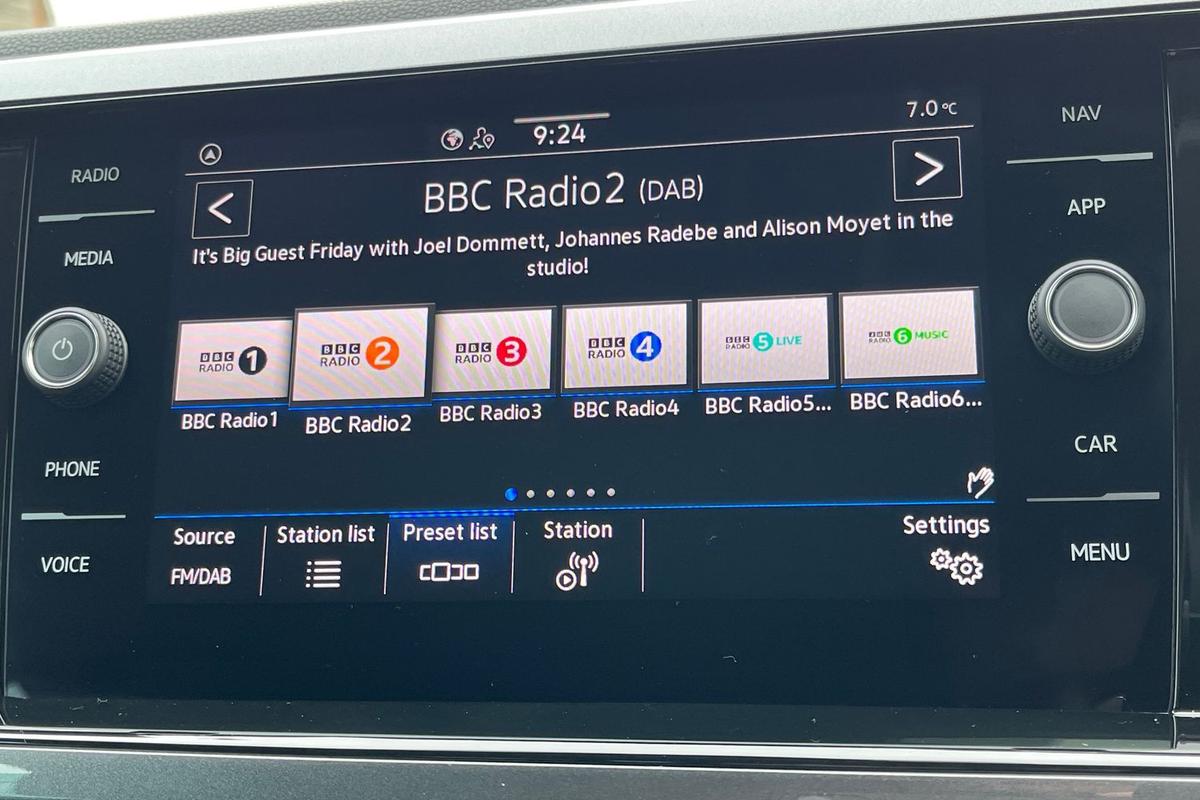 RADIO
MEDIA
PHONE
VOICE
9:24
7.0°C
BBC Radio2 (DAB)
It's Big Guest Friday with Joel Dommett, Johannes Radebe and Alison Moyet in the
studio!
BBC RADIO 1
BBC RADIO 2
BBC RADIO 3
BBC RADIO 4
BBC RADIO 5 LIVE
BBC RADIO 6 MUSIC
BBC Radio1
BBC Radio2
BBC Radio3
BBC Radio4
BBC Radio5...
BBC Radio6...
Source
FM/DAB
Station list
Preset list
Station
Settings
NAV
APP
CAR
MENU